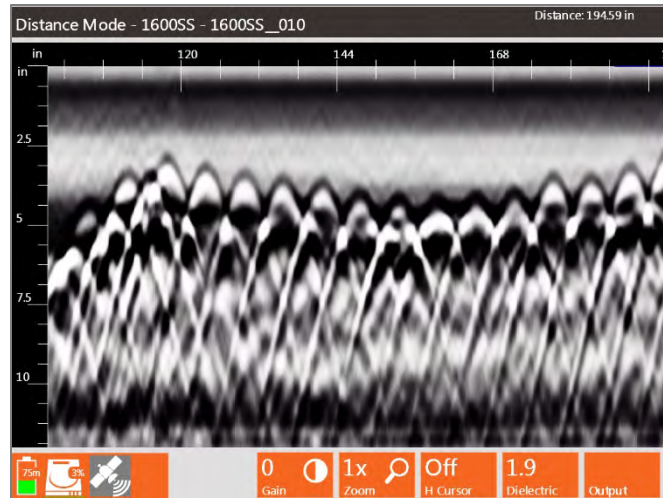 Distance Mode - 1600SS - 1600SS__010
Distance: 194.59 in
in 120 144 168
in
2.5
5
7.5
10
75m 3% 0 1x Off 1.9
Gain Zoom H Cursor Dielectric Output